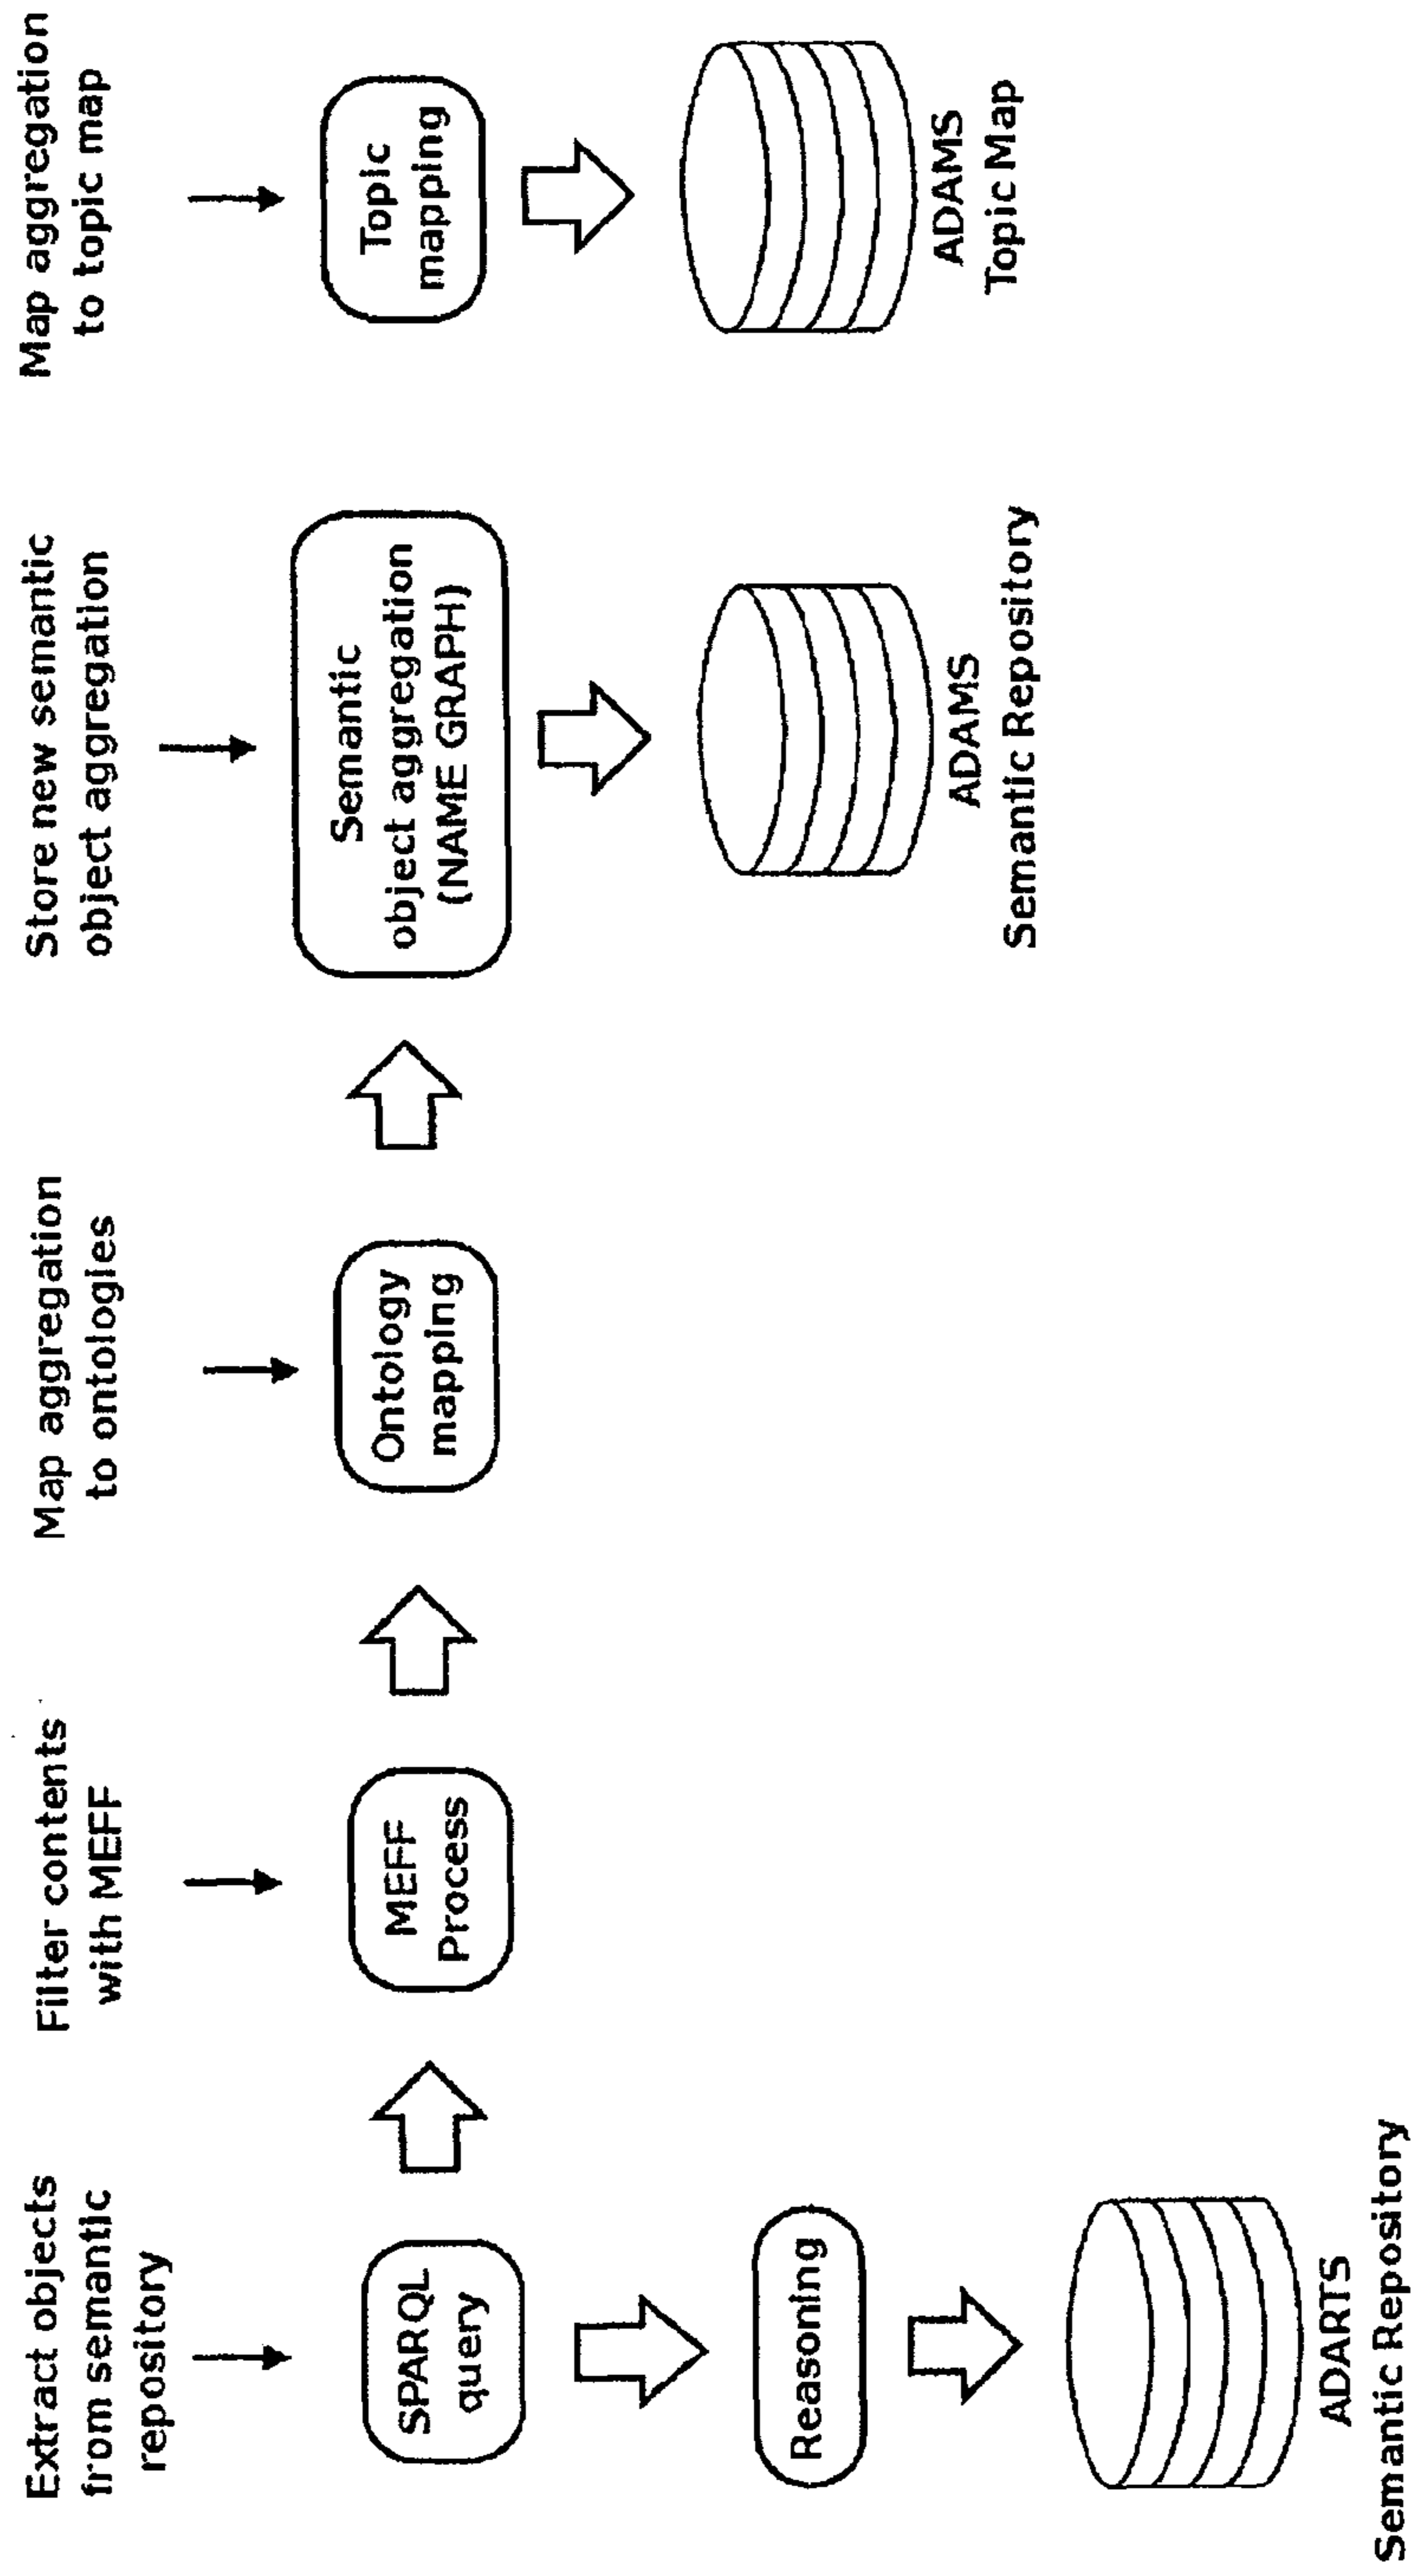 Extract objects
from semantic
repository
Filter contents
with MEFF
Map aggregation
to ontologies
Store new semantic
object aggregation
Map aggregation
to topic map
SPARQL
query
MEFF
Process
Ontology
mapping
Semantic
object aggregation
(NAME GRAPH)
Topic
mapping
Reasoning
ADARTS
Semantic Repository
ADAMS
Semantic Repository
ADAMS
Topic Map